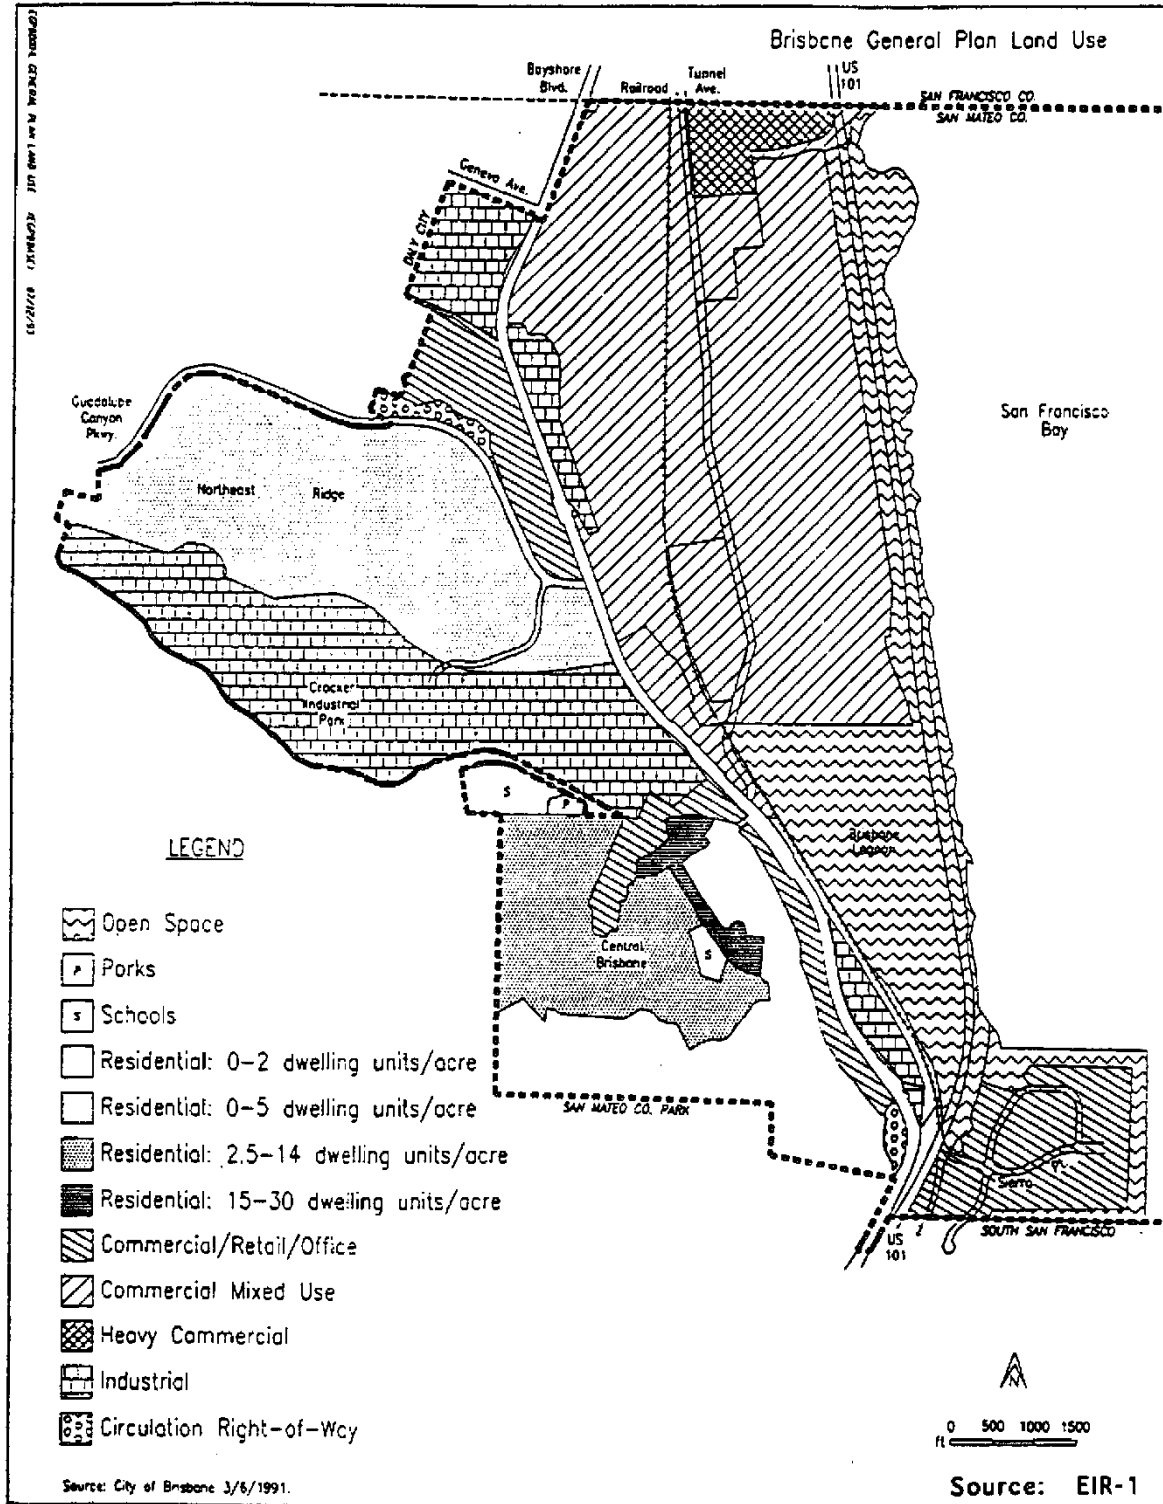 Brisbane General Plan Land Use
Bayshore
Blvd.
Railroad
Tunnel
Ave.
US
101
SAN FRANCISCO CO.
SAN MATEO CO.
Geneva Ave.
DALY CITY
Guadalupe
Canyon
Pkwy.
San Francisco
Bay
Northeast Ridge
Crocker
Industrial
Park
S
P
Brisbane
Lagoon
Central
Brisbane
S
SAN MATEO CO. PARK
Sierra
SOUTH SAN FRANCISCO
US
101
LEGEND
Open Space
P Parks
S Schools
Residential: 0-2 dwelling units/acre
Residential: 0-5 dwelling units/acre
Residential: 2.5-14 dwelling units/acre
Residential: 15-30 dwelling units/acre
Commercial/Retail/Office
Commercial Mixed Use
Heavy Commercial
Industrial
Circulation Right-of-Way
N
0 500 1000 1500
ft
Source: City of Brisbane 3/6/1991.
Source: EIR-1